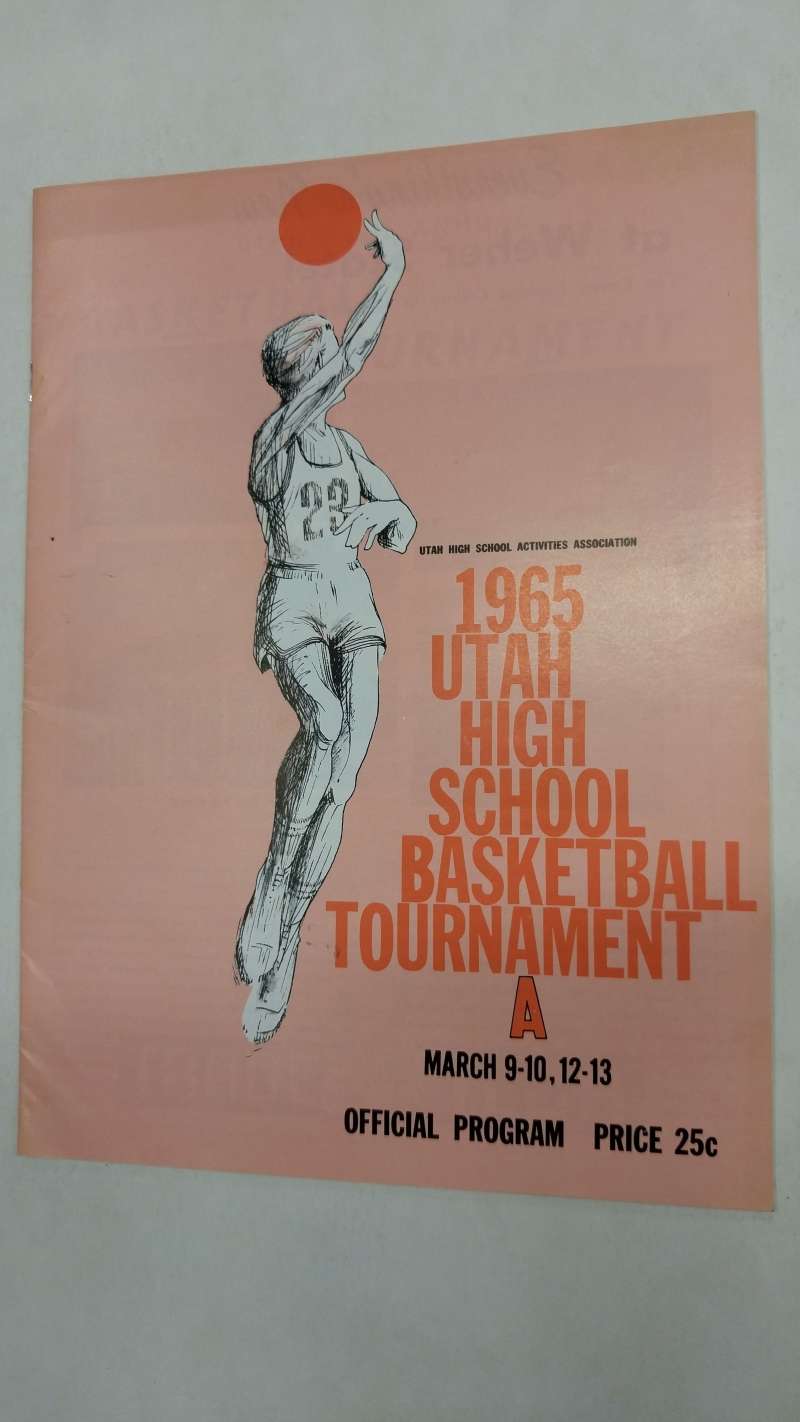 23
UTAH HIGH SCHOOL ACTIVITIES ASSOCIATION
1965
UTAH
HIGH
SCHOOL
BASKETBALL
TOURNAMENT
A
MARCH 9-10, 12-13
OFFICIAL PROGRAM PRICE 25c